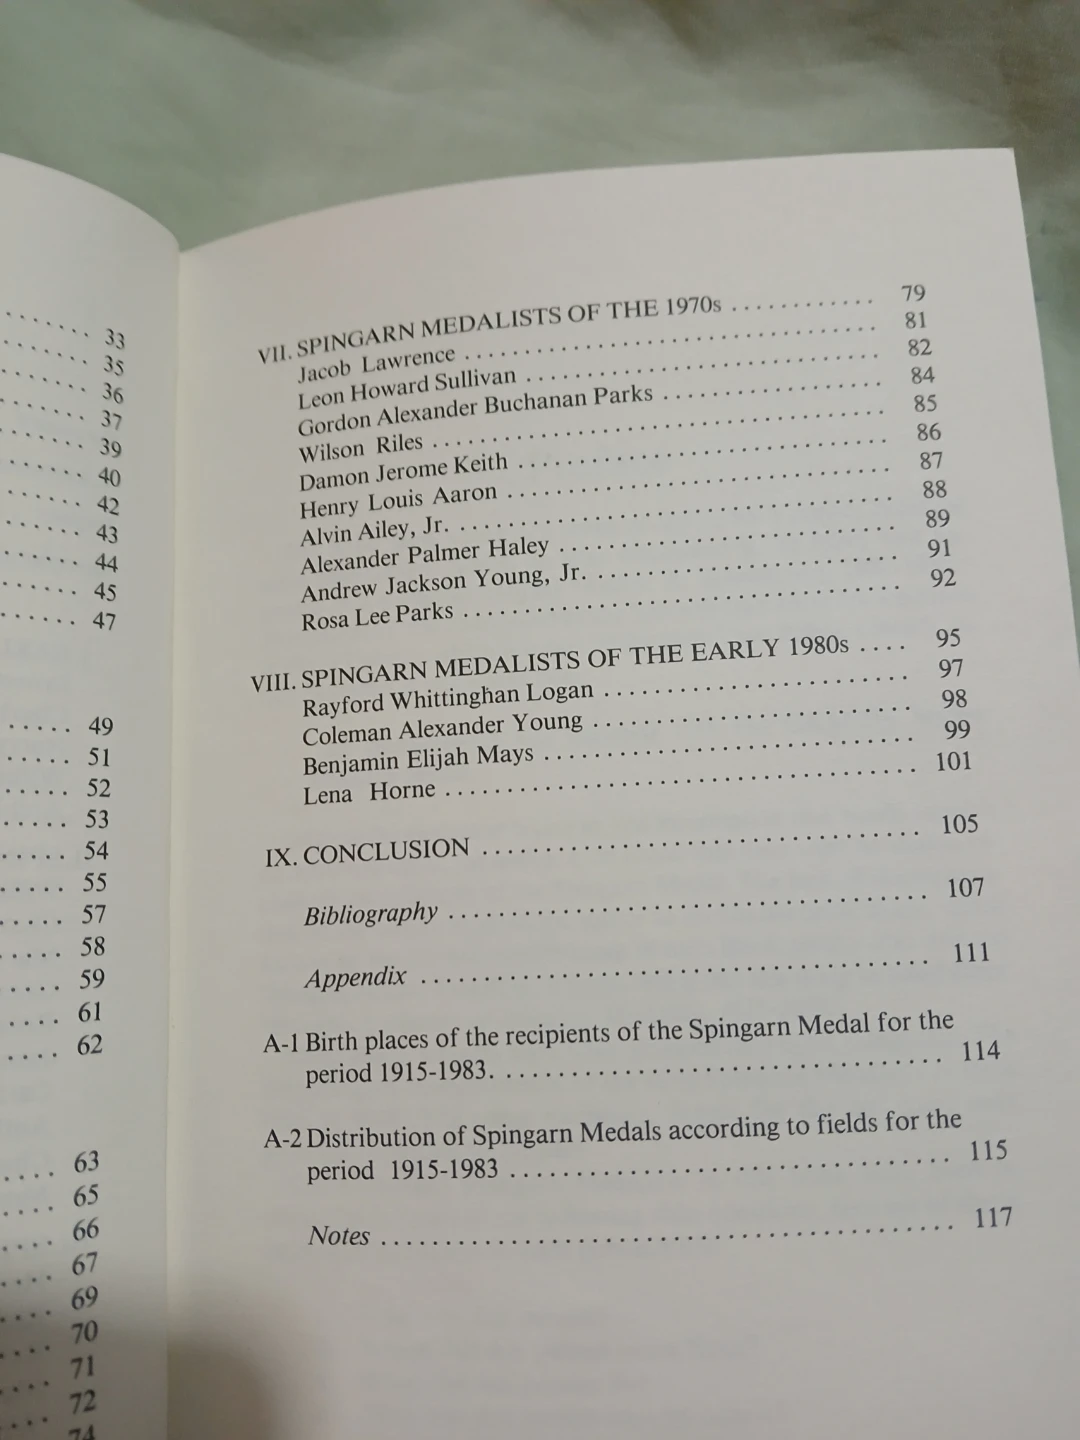 . . . . . . . 33
. . . . . . . 35
. . . . . . . 36
. . . . . . . 37
. . . . . . . 39
. . . . . . . 40
. . . . . . . 42
. . . . . . . 43
. . . . . . . 44
. . . . . . . 45
. . . . . . . 47
. . . . . 49
. . . . . 51
. . . . . 52
. . . . . 53
. . . . . 54
. . . . . 55
. . . . . 57
. . . . . 58
. . . . 59
. . . . 61
. . . . 62
. . . . 63
. . . . 65
. . . . 66
. . . . 67
. . . . 69
. . . . 70
. . . . 71
. . . . 72
74
VII. SPINGARN MEDALISTS OF THE 1970s . . . . . . . . . . . . 79
Jacob Lawrence . . . . . . . . . . . . . . . . . . . . . . . . . . . . . . . . 81
Leon Howard Sullivan . . . . . . . . . . . . . . . . . . . . . . . . . . . 82
Gordon Alexander Buchanan Parks . . . . . . . . . . . . . . . . . 84
Wilson Riles . . . . . . . . . . . . . . . . . . . . . . . . . . . . . . . . . . . 85
Damon Jerome Keith . . . . . . . . . . . . . . . . . . . . . . . . . . . . 86
Henry Louis Aaron . . . . . . . . . . . . . . . . . . . . . . . . . . . . . . 87
Alvin Ailey, Jr. . . . . . . . . . . . . . . . . . . . . . . . . . . . . . . . . . . 88
Alexander Palmer Haley . . . . . . . . . . . . . . . . . . . . . . . . . . 89
Andrew Jackson Young, Jr. . . . . . . . . . . . . . . . . . . . . . . . . 91
Rosa Lee Parks . . . . . . . . . . . . . . . . . . . . . . . . . . . . . . . . . . 92
VIII. SPINGARN MEDALISTS OF THE EARLY 1980s . . . . 95
Rayford Whittinghan Logan . . . . . . . . . . . . . . . . . . . . . . . 97
Coleman Alexander Young . . . . . . . . . . . . . . . . . . . . . . . . 98
Benjamin Elijah Mays . . . . . . . . . . . . . . . . . . . . . . . . . . . . 99
Lena Horne . . . . . . . . . . . . . . . . . . . . . . . . . . . . . . . . . . . . 101
IX. CONCLUSION . . . . . . . . . . . . . . . . . . . . . . . . . . . . . . . . . 105
Bibliography . . . . . . . . . . . . . . . . . . . . . . . . . . . . . . . . . . . . 107
Appendix . . . . . . . . . . . . . . . . . . . . . . . . . . . . . . . . . . . . . . . 111
A-1 Birth places of the recipients of the Spingarn Medal for the
period 1915-1983. . . . . . . . . . . . . . . . . . . . . . . . . . . . . . . . . . 114
A-2 Distribution of Spingarn Medals according to fields for the
period 1915-1983 . . . . . . . . . . . . . . . . . . . . . . . . . . . . . . . . . . 115
Notes . . . . . . . . . . . . . . . . . . . . . . . . . . . . . . . . . . . . . . . . . . . . 117